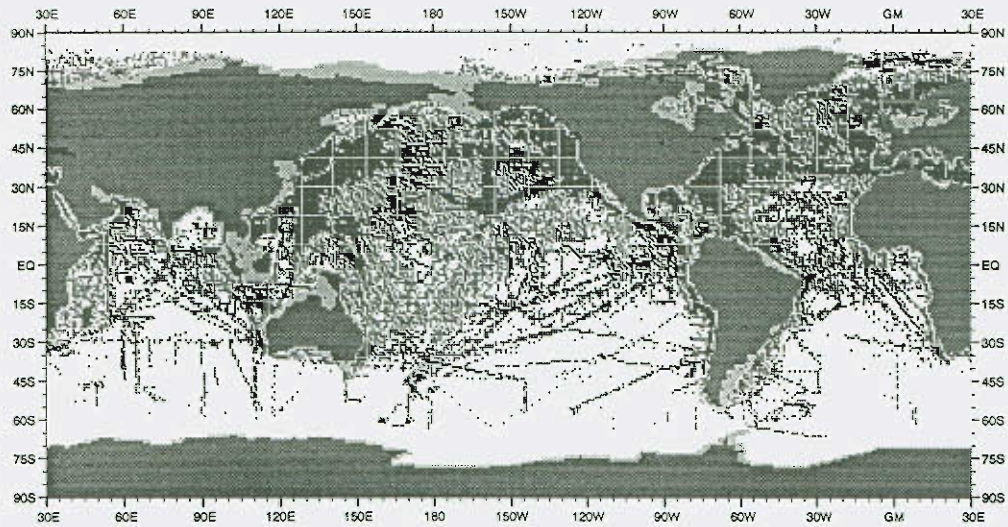 30E 60E 90E 120E 150E 180 150W 120W 90W 60W 30W GM 30E
90N 90N
75N 75N
60N 60N
45N 45N
30N 30N
15N 15N
EQ EQ
15S 15S
30S 30S
45S 45S
60S 60S
75S 75S
90S 90S
30E 60E 90E 120E 150E 180 150W 120W 90W 60W 30W GM 30E